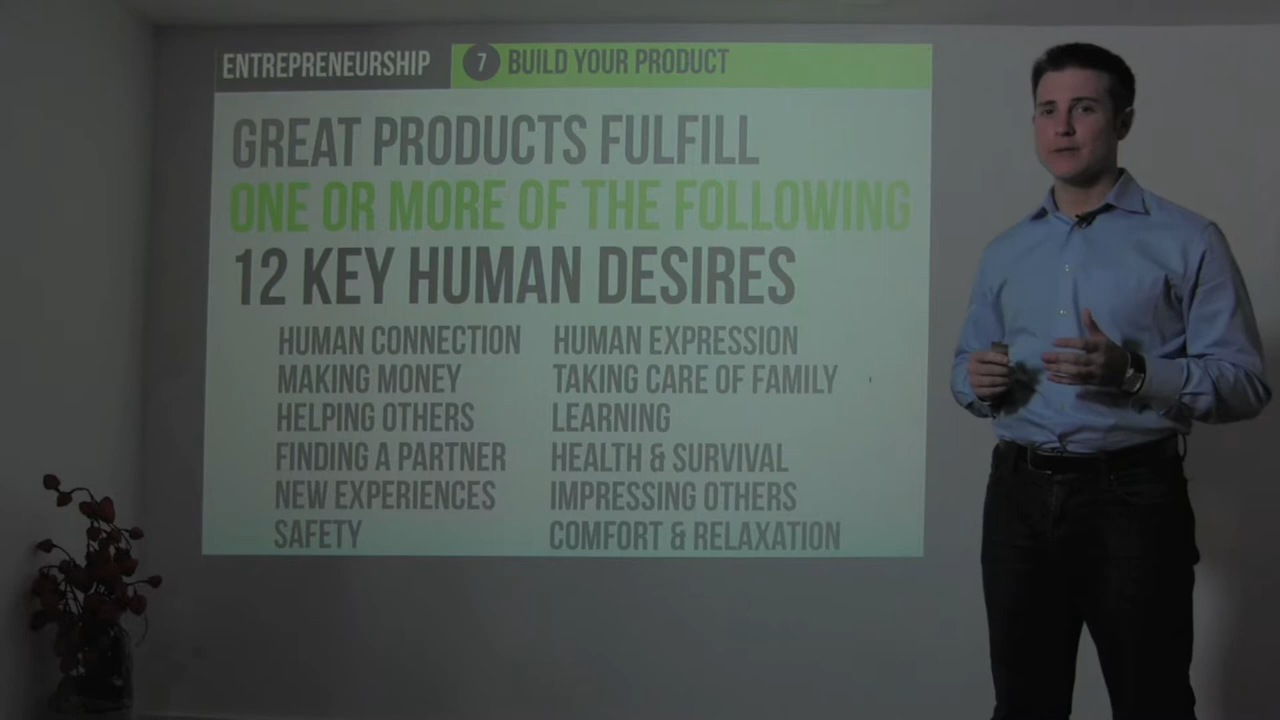 ENTREPRENEURSHIP 7 BUILD YOUR PRODUCT
GREAT PRODUCTS FULFILL
ONE OR MORE OF THE FOLLOWING
12 KEY HUMAN DESIRES
HUMAN CONNECTION HUMAN EXPRESSION
MAKING MONEY TAKING CARE OF FAMILY
HELPING OTHERS LEARNING
FINDING A PARTNER HEALTH & SURVIVAL
NEW EXPERIENCES IMPRESSING OTHERS
SAFETY COMFORT & RELAXATION